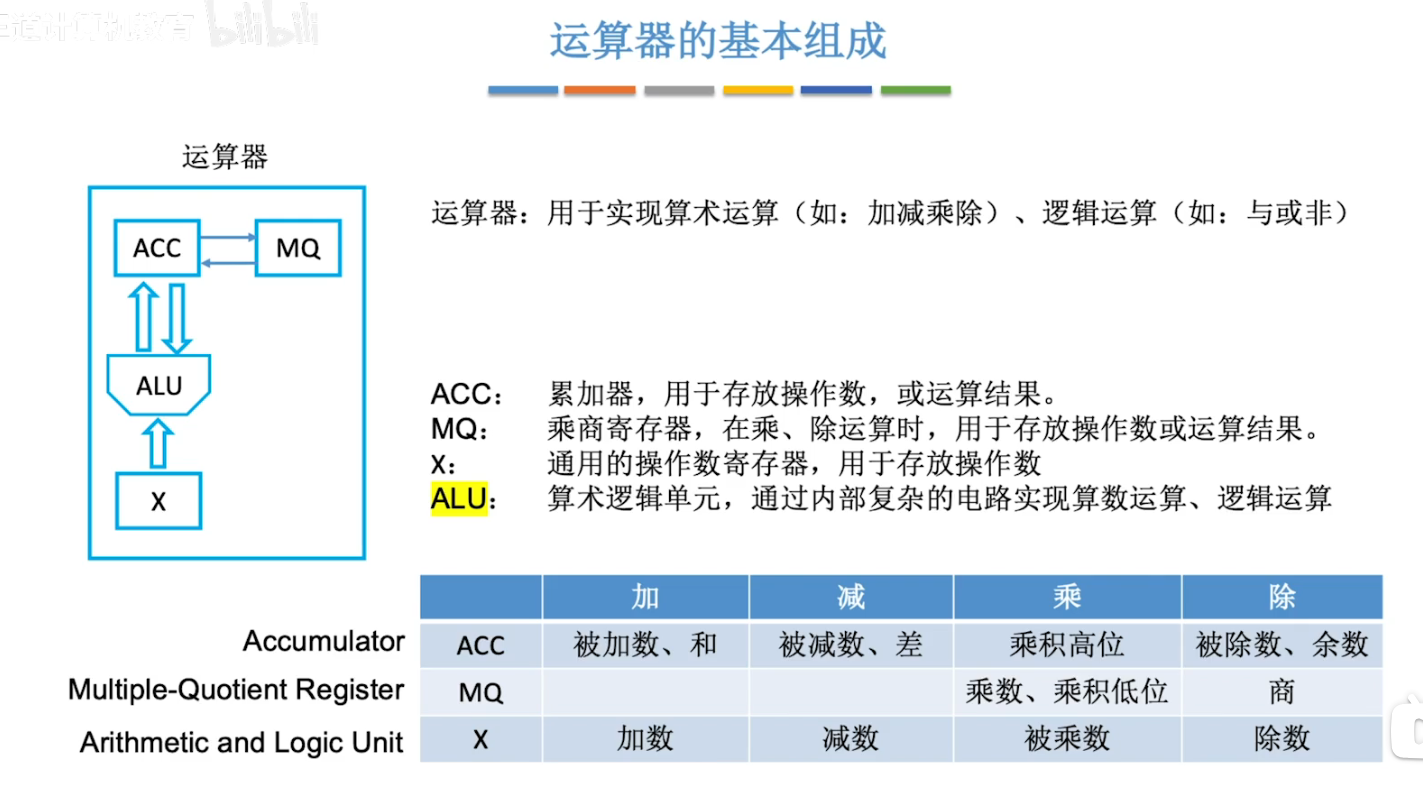 王道计算机教育 bilibili
运算器的基本组成
运算器
运算器：用于实现算术运算（如：加减乘除）、逻辑运算（如：与或非）
ACC
MQ
ALU
X
ACC： 累加器，用于存放操作数，或运算结果。
MQ： 乘商寄存器，在乘、除运算时，用于存放操作数或运算结果。
X： 通用的操作数寄存器，用于存放操作数
ALU： 算术逻辑单元，通过内部复杂的电路实现算数运算、逻辑运算
加 减 乘 除
Accumulator ACC 被加数、和 被减数、差 乘积高位 被除数、余数
Multiple-Quotient Register MQ 乘数、乘积低位 商
Arithmetic and Logic Unit X 加数 减数 被乘数 除数